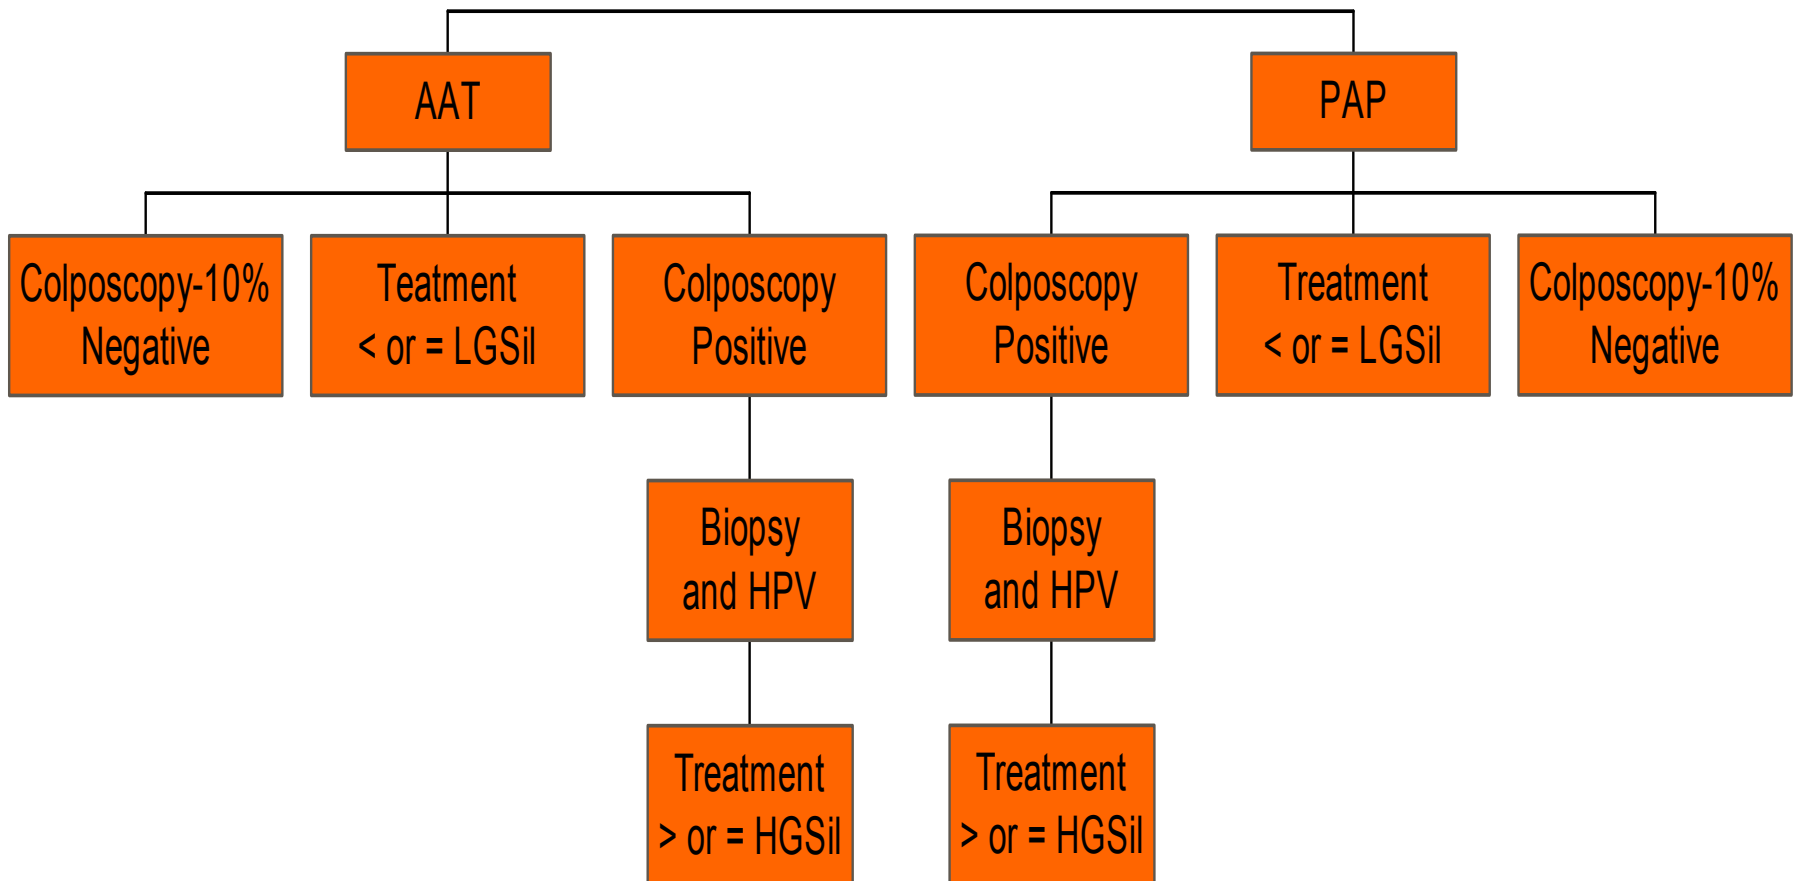 AAT
PAP
Colposcopy-10%
Negative
Teatment
< or = LGSil
Colposcopy
Positive
Colposcopy
Positive
Treatment
< or = LGSil
Colposcopy-10%
Negative
Biopsy
and HPV
Biopsy
and HPV
Treatment
> or = HGSil
Treatment
> or = HGSil